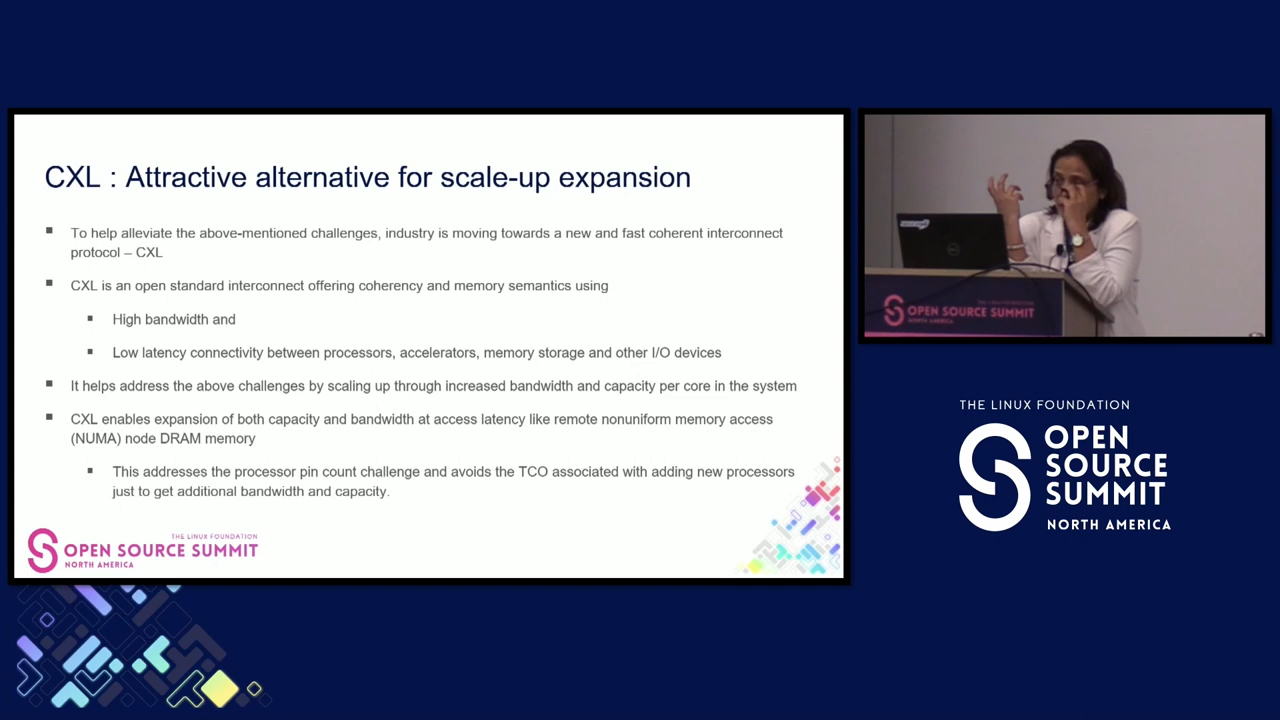 CXL : Attractive alternative for scale-up expansion
To help alleviate the above-mentioned challenges, industry is moving towards a new and fast coherent interconnect
protocol – CXL
CXL is an open standard interconnect offering coherency and memory semantics using
High bandwidth and
Low latency connectivity between processors, accelerators, memory storage and other I/O devices
It helps address the above challenges by scaling up through increased bandwidth and capacity per core in the system
CXL enables expansion of both capacity and bandwidth at access latency like remote nonuniform memory access
(NUMA) node DRAM memory
This addresses the processor pin count challenge and avoids the TCO associated with adding new processors
just to get additional bandwidth and capacity.
THE LINUX FOUNDATION
OPEN SOURCE SUMMIT
NORTH AMERICA
THE LINUX FOUNDATION
OPEN SOURCE SUMMIT
NORTH AMERICA
THE LINUX FOUNDATION
OPEN
SOURCE
SUMMIT
NORTH AMERICA